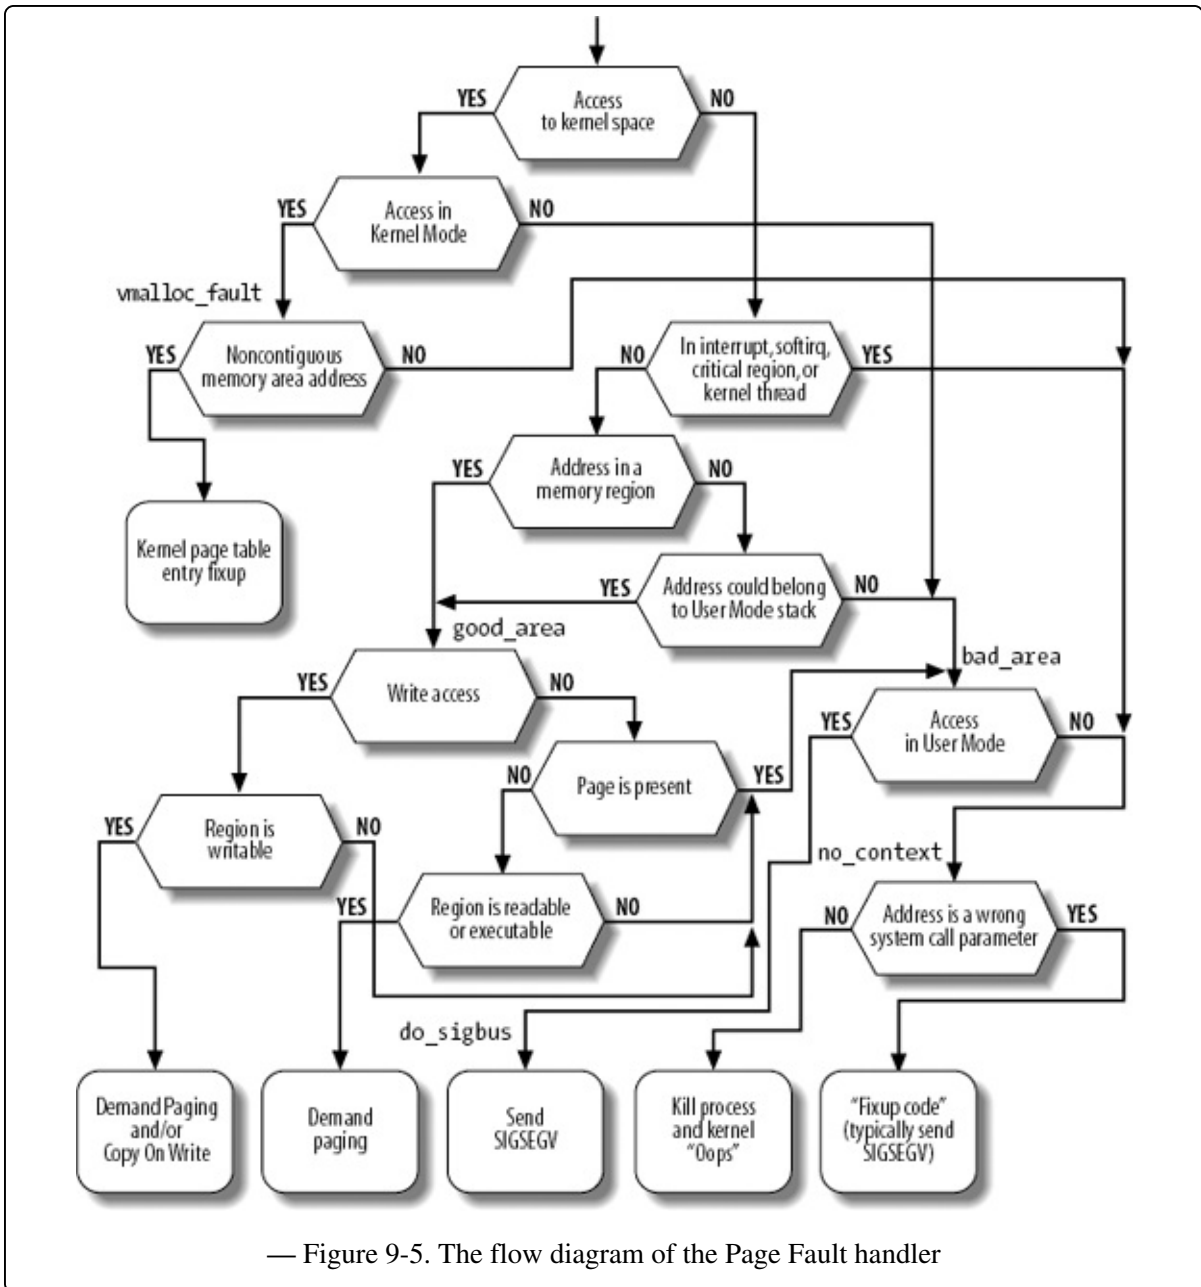 Access
to kernel space
YES
NO
Access in
Kernel Mode
YES
NO
vmalloc_fault
Noncontiguous
memory area address
YES
NO
In interrupt, softirq,
critical region, or
kernel thread
NO
YES
Address in a
memory region
YES
NO
Kernel page table
entry fixup
Address could belong
to User Mode stack
YES
NO
good_area
bad_area
Write access
YES
NO
Access
in User Mode
YES
NO
Page is present
NO
YES
Region is
writable
YES
NO
no_context
Region is readable
or executable
YES
NO
Address is a wrong
system call parameter
NO
YES
do_sigbus
Demand Paging
and/or
Copy On Write
Demand
paging
Send
SIGSEGV
Kill process
and kernel
"Oops"
"Fixup code"
(typically send
SIGSEGV)
— Figure 9-5. The flow diagram of the Page Fault handler